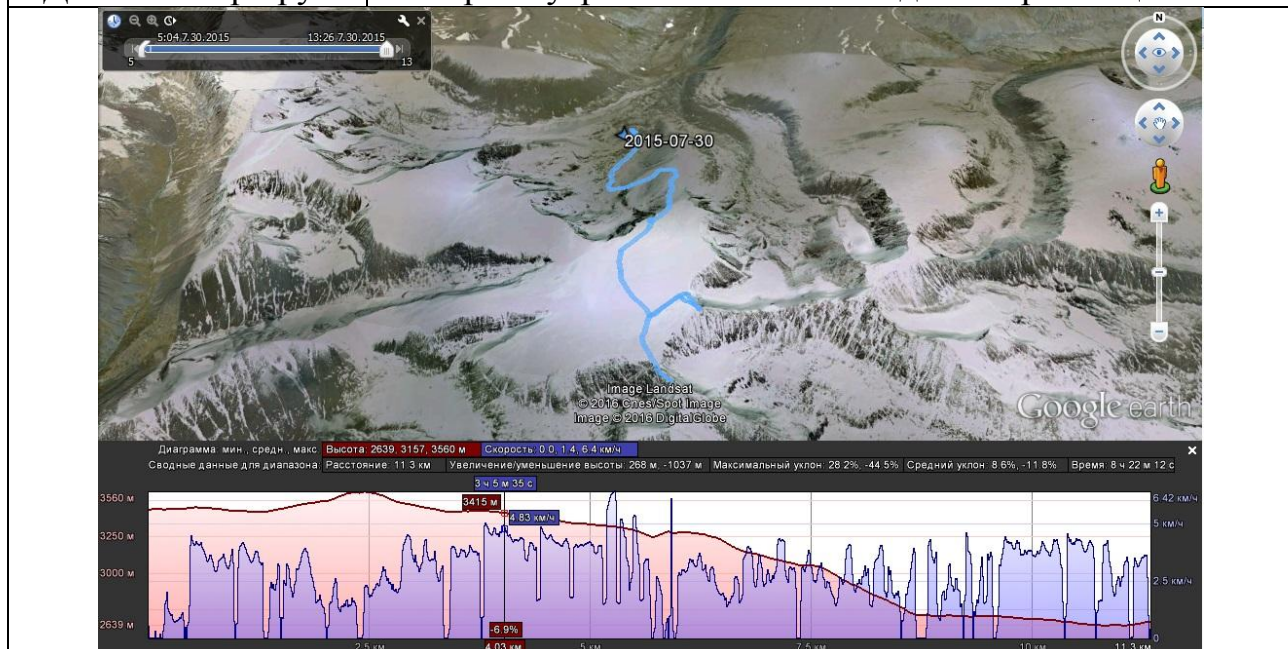 5:04 7.30.2015 13:26 7.30.2015
5 13
N
2015-07-30
Image Landsat
© 2016 Cnes/Spot Image
Image © 2016 DigitalGlobe
Google earth
Диаграмма: мин., средн., макс. Высота: 2639, 3157, 3560 м Скорость: 0.0, 1.4, 6.4 км/ч
Сводные данные для диапазона: Расстояние: 11.3 км Увеличение/уменьшение высоты: 268 м, -1037 м Максимальный уклон: 28.2%, -44.5% Средний уклон: 8.6%, -11.8% Время: 8 ч 22 м 12 с
3 ч 5 м 35 с
3560 м 3415 м 6.42 км/ч
4.83 км/ч 5 км/ч
3250 м
3000 м
2.5 км/ч
2639 м -6.9% 0
2.5 км 4.03 км 5 км 7.5 км 10 км 11.3 км